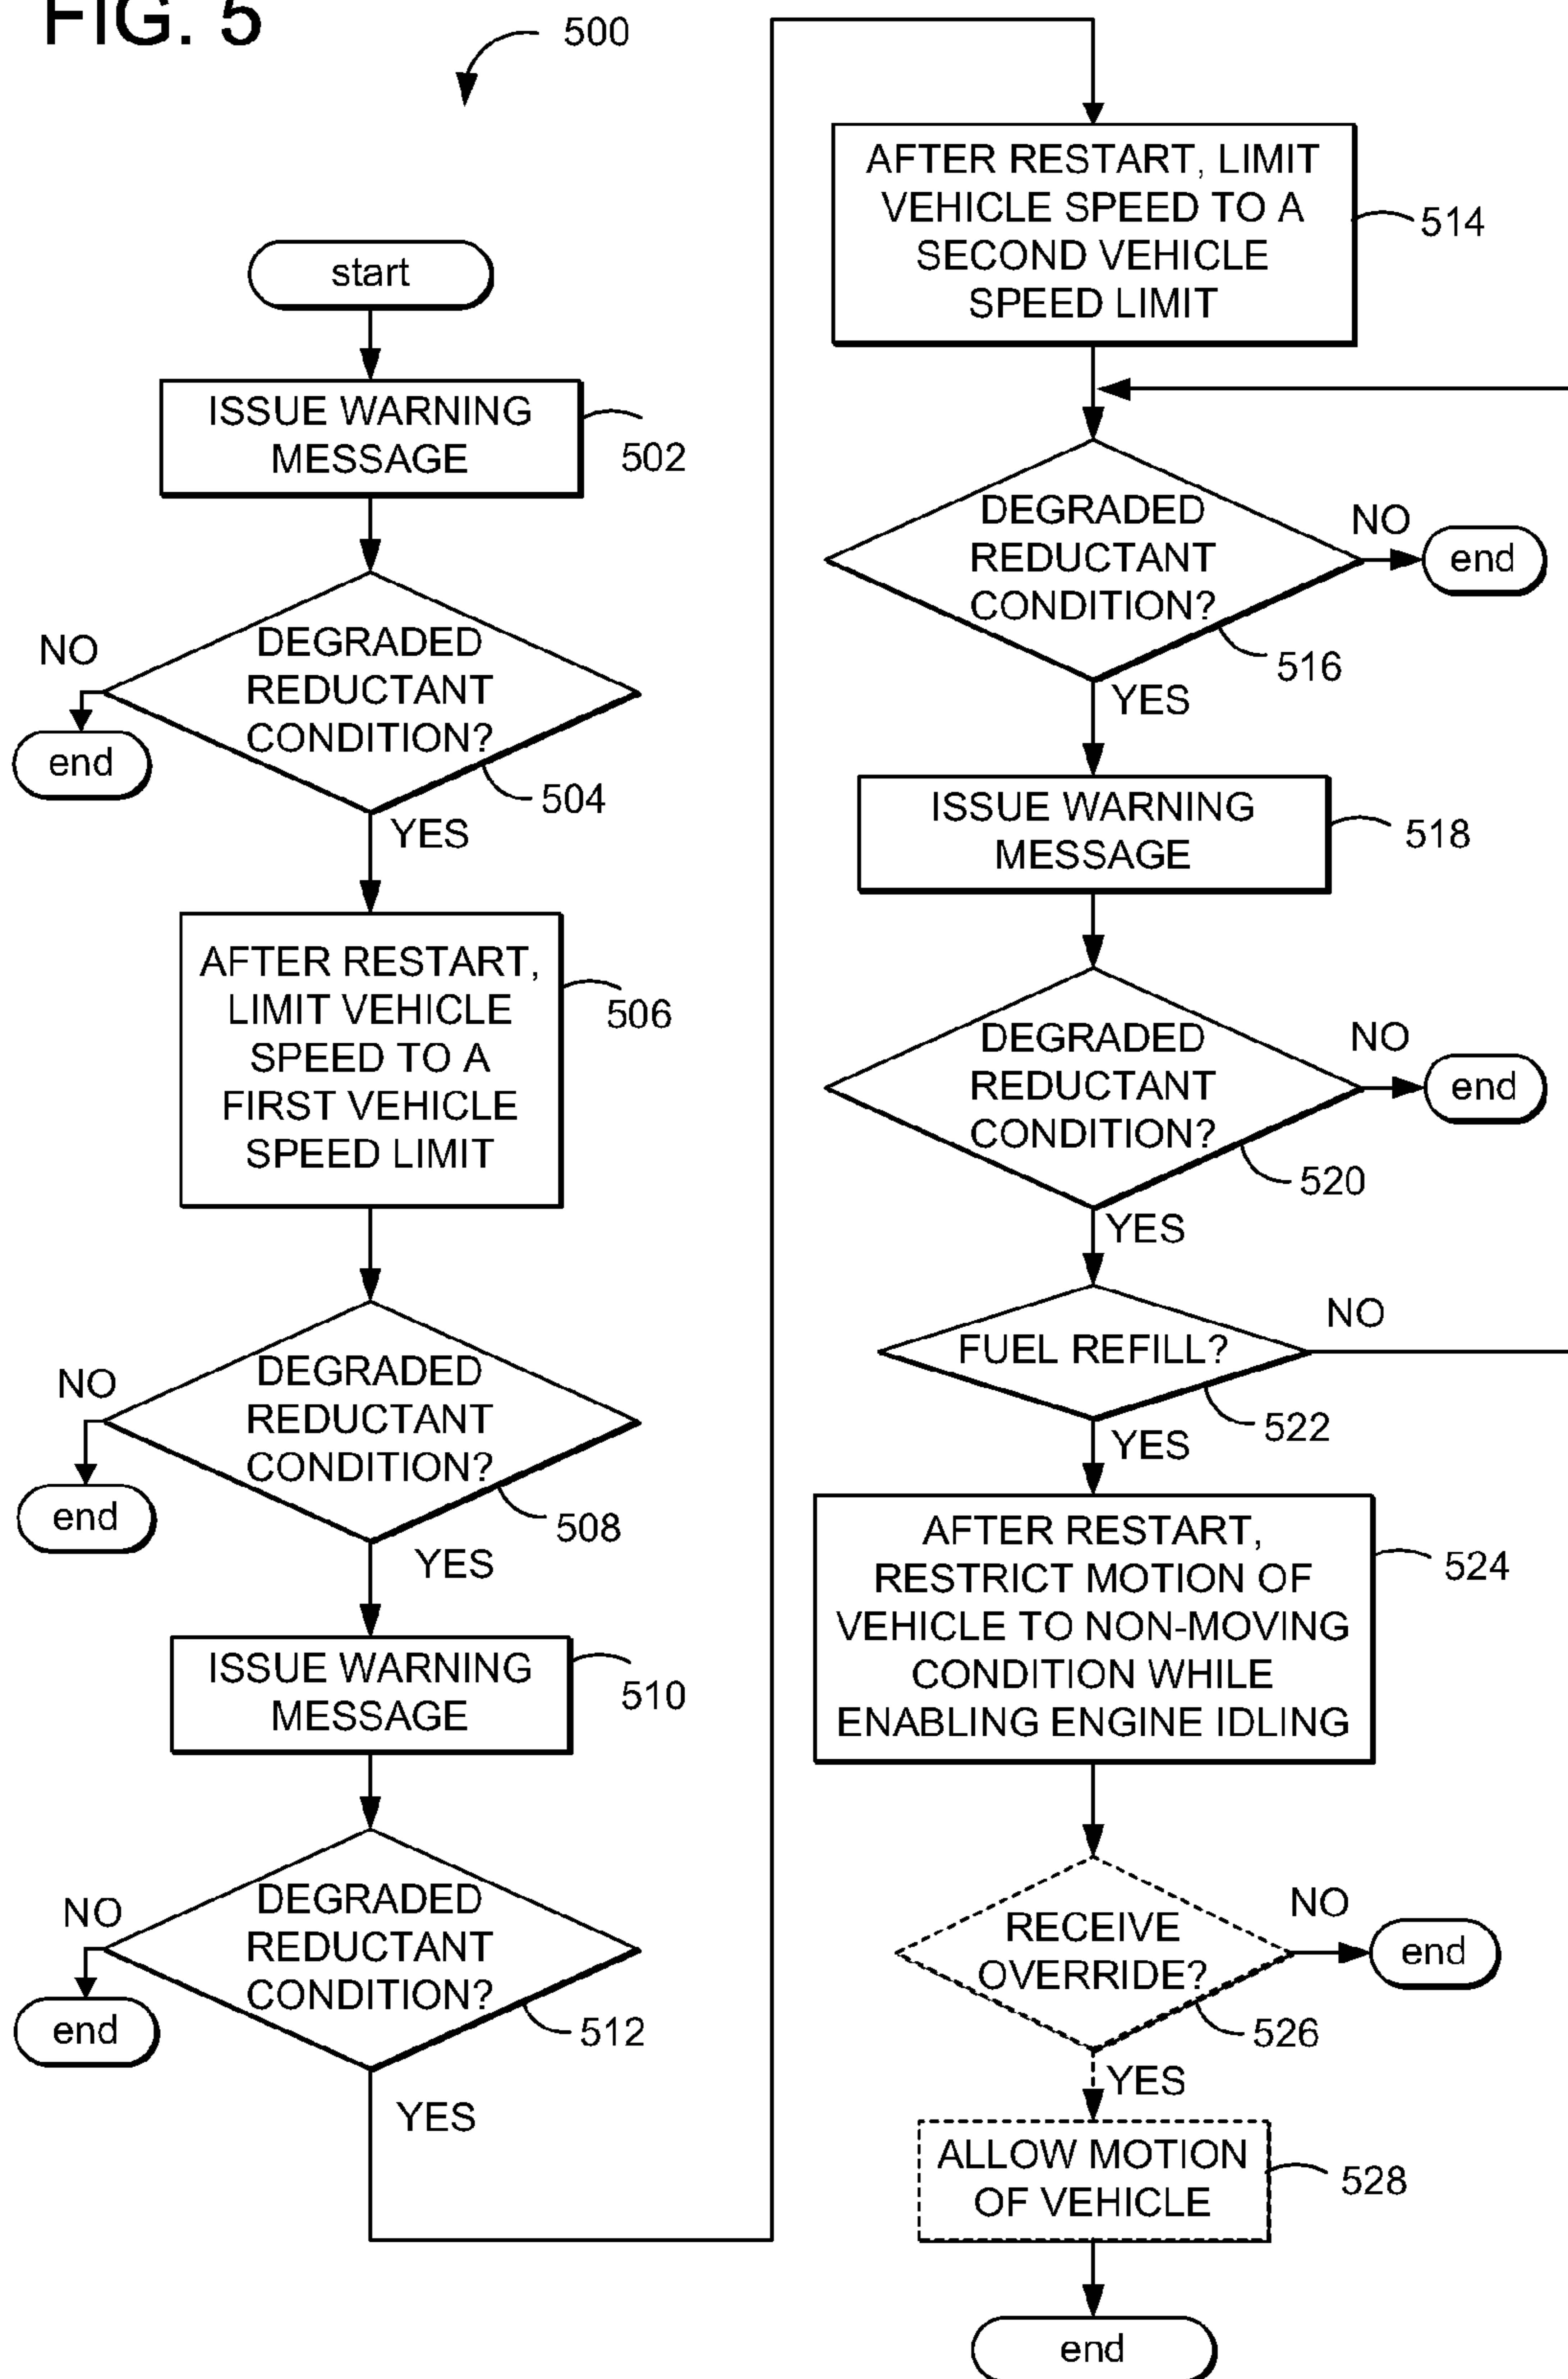 FIG. 5
500
start
ISSUE WARNING
MESSAGE
502
DEGRADED
REDUCTANT
CONDITION?
NO
end
504
YES
AFTER RESTART,
LIMIT VEHICLE
SPEED TO A
FIRST VEHICLE
SPEED LIMIT
506
DEGRADED
REDUCTANT
CONDITION?
NO
end
508
YES
ISSUE WARNING
MESSAGE
510
DEGRADED
REDUCTANT
CONDITION?
NO
end
512
YES
AFTER RESTART, LIMIT
VEHICLE SPEED TO A
SECOND VEHICLE
SPEED LIMIT
514
DEGRADED
REDUCTANT
CONDITION?
NO
end
516
YES
ISSUE WARNING
MESSAGE
518
DEGRADED
REDUCTANT
CONDITION?
NO
end
520
YES
FUEL REFILL?
NO
522
YES
AFTER RESTART,
RESTRICT MOTION OF
VEHICLE TO NON-MOVING
CONDITION WHILE
ENABLING ENGINE IDLING
524
RECEIVE
OVERRIDE?
NO
end
526
YES
ALLOW MOTION
OF VEHICLE
528
end